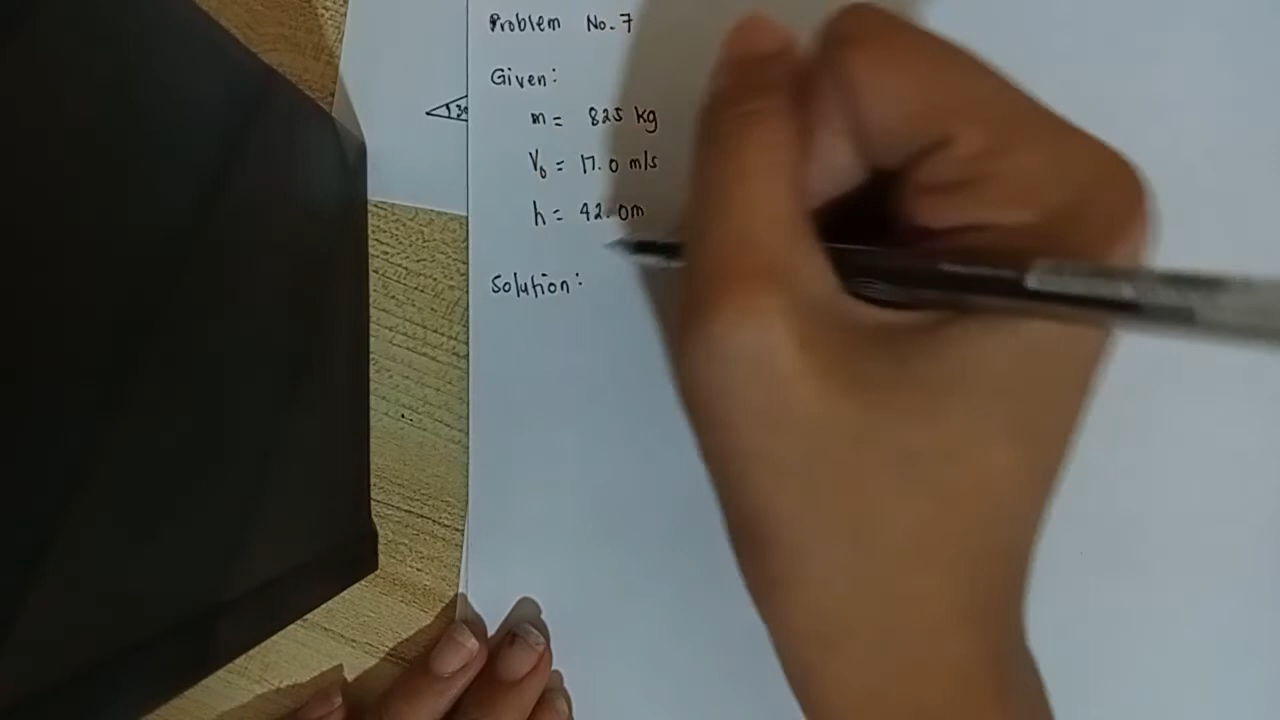 Problem No. 7
Given:
m = 825 kg
V₀ = 17.0 m/s
h = 42.0m
Solution: